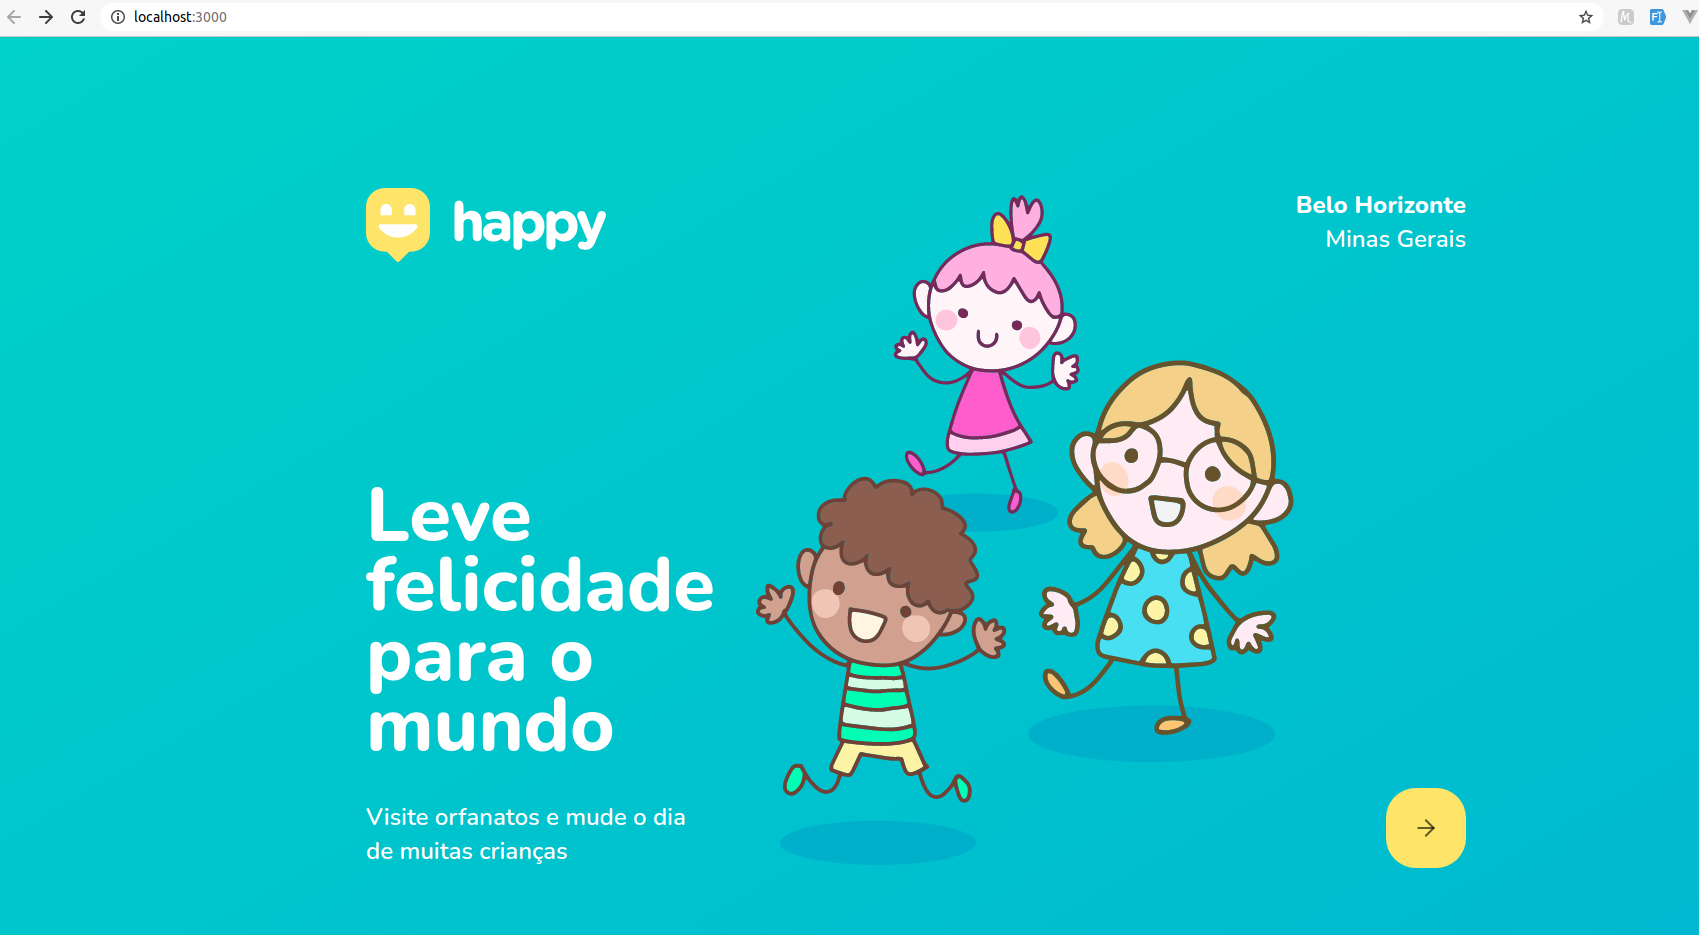 localhost:3000
happy
Belo Horizonte
Minas Gerais
Leve
felicidade
para o
mundo
Visite orfanatos e mude o dia
de muitas crianças